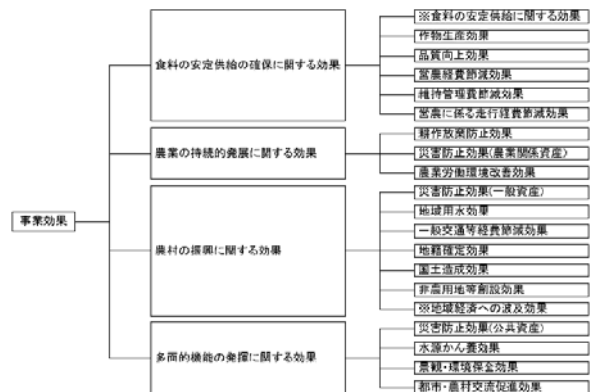 事業効果
食料の安定供給の確保に関する効果
※食料の安定供給に関する効果
作物生産効果
品質向上効果
営農経費節減効果
維持管理費節減効果
営農に係る走行経費節減効果
農業の持続的発展に関する効果
耕作放棄防止効果
災害防止効果(農業関係資産)
農業労働環境改善効果
農村の振興に関する効果
災害防止効果(一般資産)
地域用水効果
一般交通等経費節減効果
地籍確定効果
国土造成効果
非農用地等創設効果
※地域経済への波及効果
多面的機能の発揮に関する効果
災害防止効果(公共資産)
水源かん養効果
景観・環境保全効果
都市・農村交流促進効果